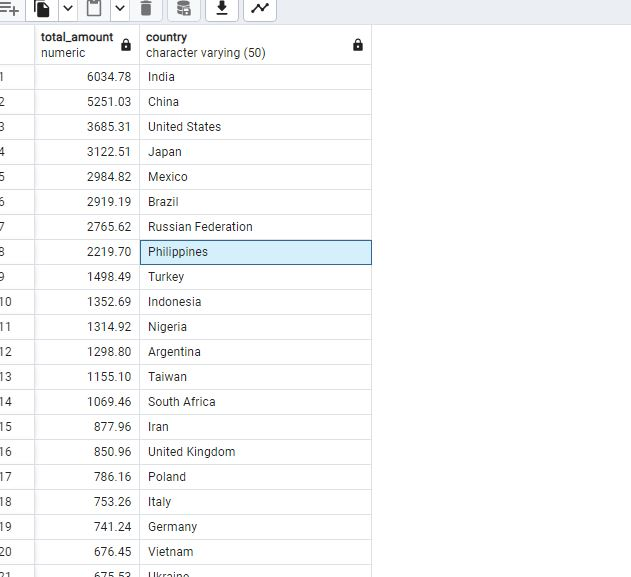 total_amount country
numeric character varying (50)
1 6034.78 India
2 5251.03 China
3 3685.31 United States
4 3122.51 Japan
5 2984.82 Mexico
6 2919.19 Brazil
7 2765.62 Russian Federation
8 2219.70 Philippines
9 1498.49 Turkey
10 1352.69 Indonesia
11 1314.92 Nigeria
12 1298.80 Argentina
13 1155.10 Taiwan
14 1069.46 South Africa
15 877.96 Iran
16 850.96 United Kingdom
17 786.16 Poland
18 753.26 Italy
19 741.24 Germany
20 676.45 Vietnam
21 675.53 Ukraine